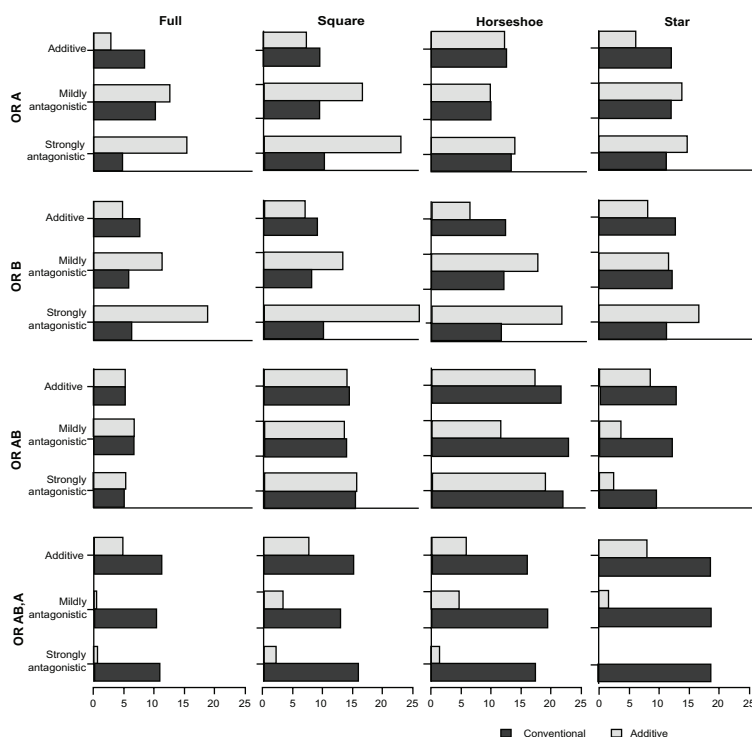 Full Square Horseshoe Star
OR A
Additive
Mildly
antagonistic
Strongly
antagonistic
OR B
Additive
Mildly
antagonistic
Strongly
antagonistic
OR AB
Additive
Mildly
antagonistic
Strongly
antagonistic
OR AB,A
Additive
Mildly
antagonistic
Strongly
antagonistic
0 5 10 15 20 25 0 5 10 15 20 25 0 5 10 15 20 25 0 5 10 15 20 25
Conventional Additive